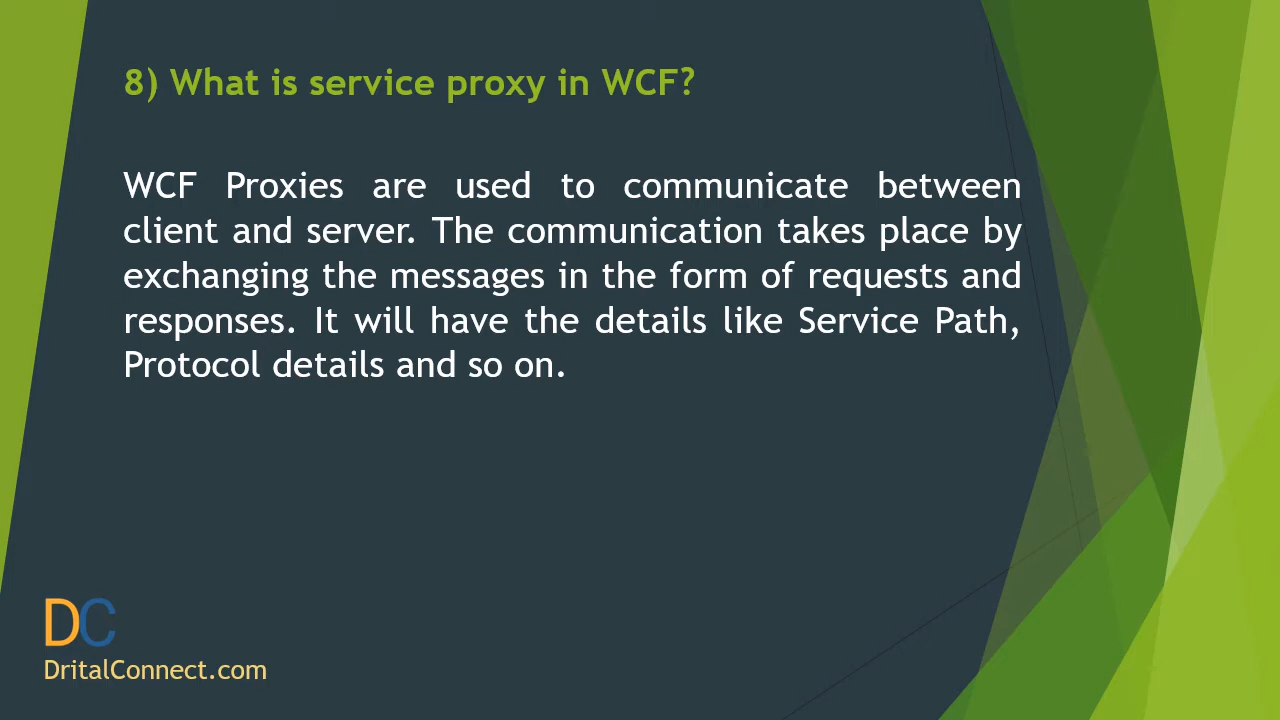 8) What is service proxy in WCF?
WCF Proxies are used to communicate between
client and server. The communication takes place by
exchanging the messages in the form of requests and
responses. It will have the details like Service Path,
Protocol details and so on.
DC
DritalConnect.com